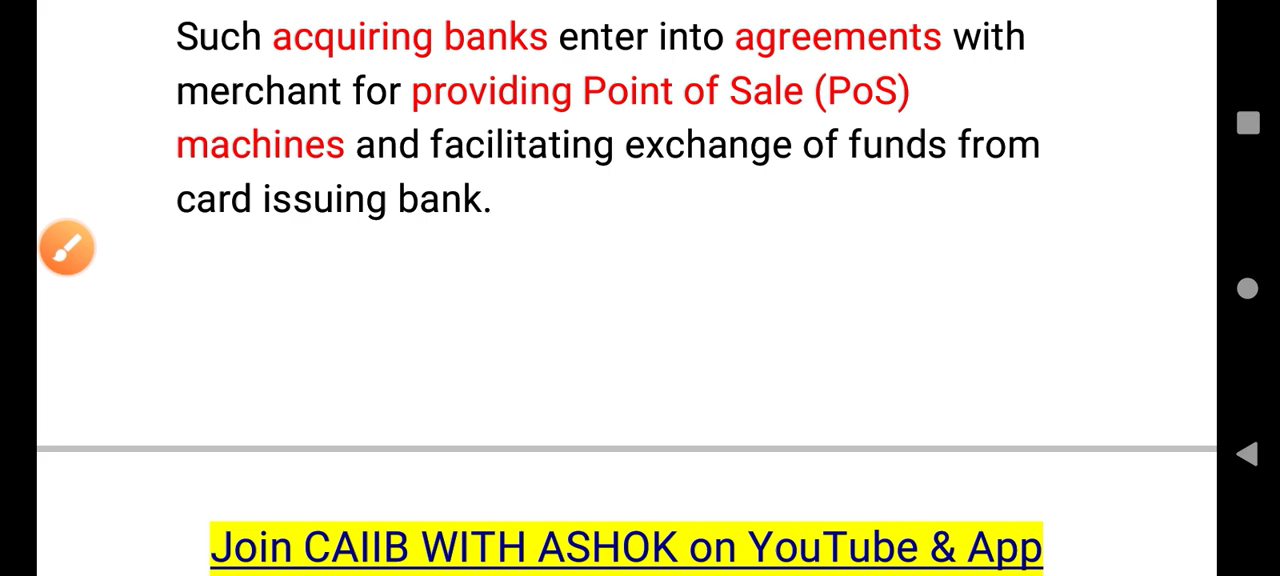 Such acquiring banks enter into agreements with
merchant for providing Point of Sale (PoS)
machines and facilitating exchange of funds from
card issuing bank.
Join CAIIB WITH ASHOK on YouTube & App